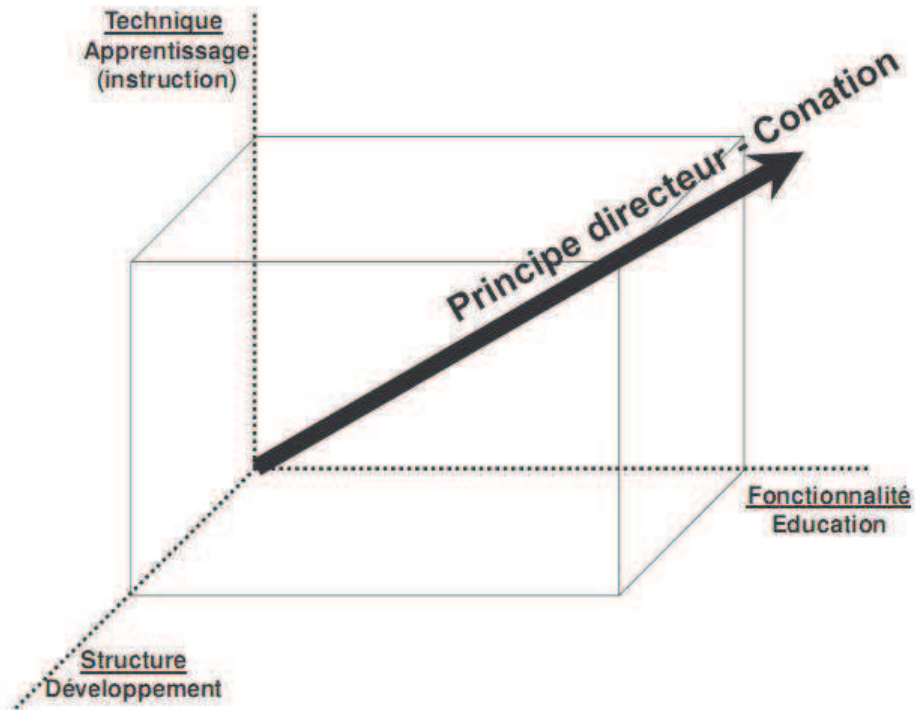 Technique
Apprentissage
(instruction)
Principe directeur - Conation
Fonctionnalité
Education
Structure
Développement